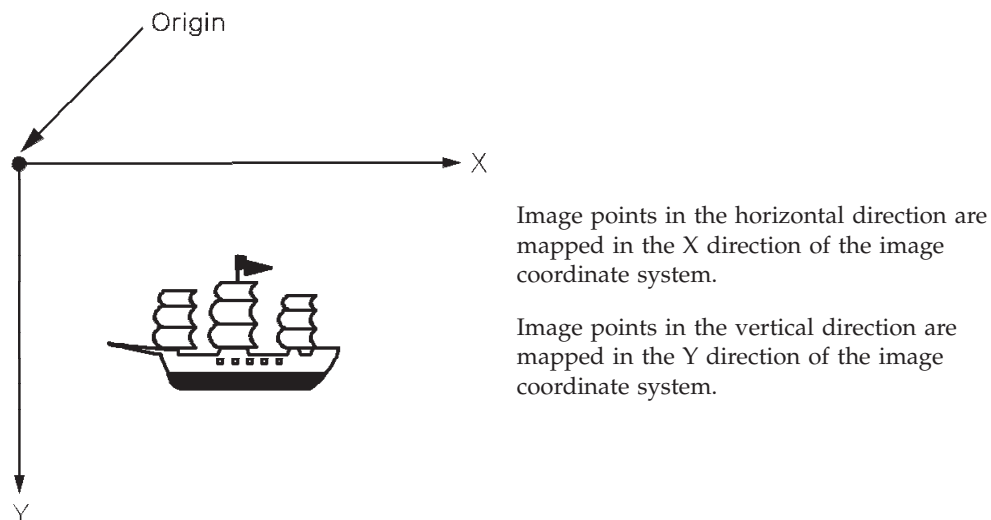 Origin
X
Image points in the horizontal direction are
mapped in the X direction of the image
coordinate system.
Image points in the vertical direction are
mapped in the Y direction of the image
coordinate system.
Y